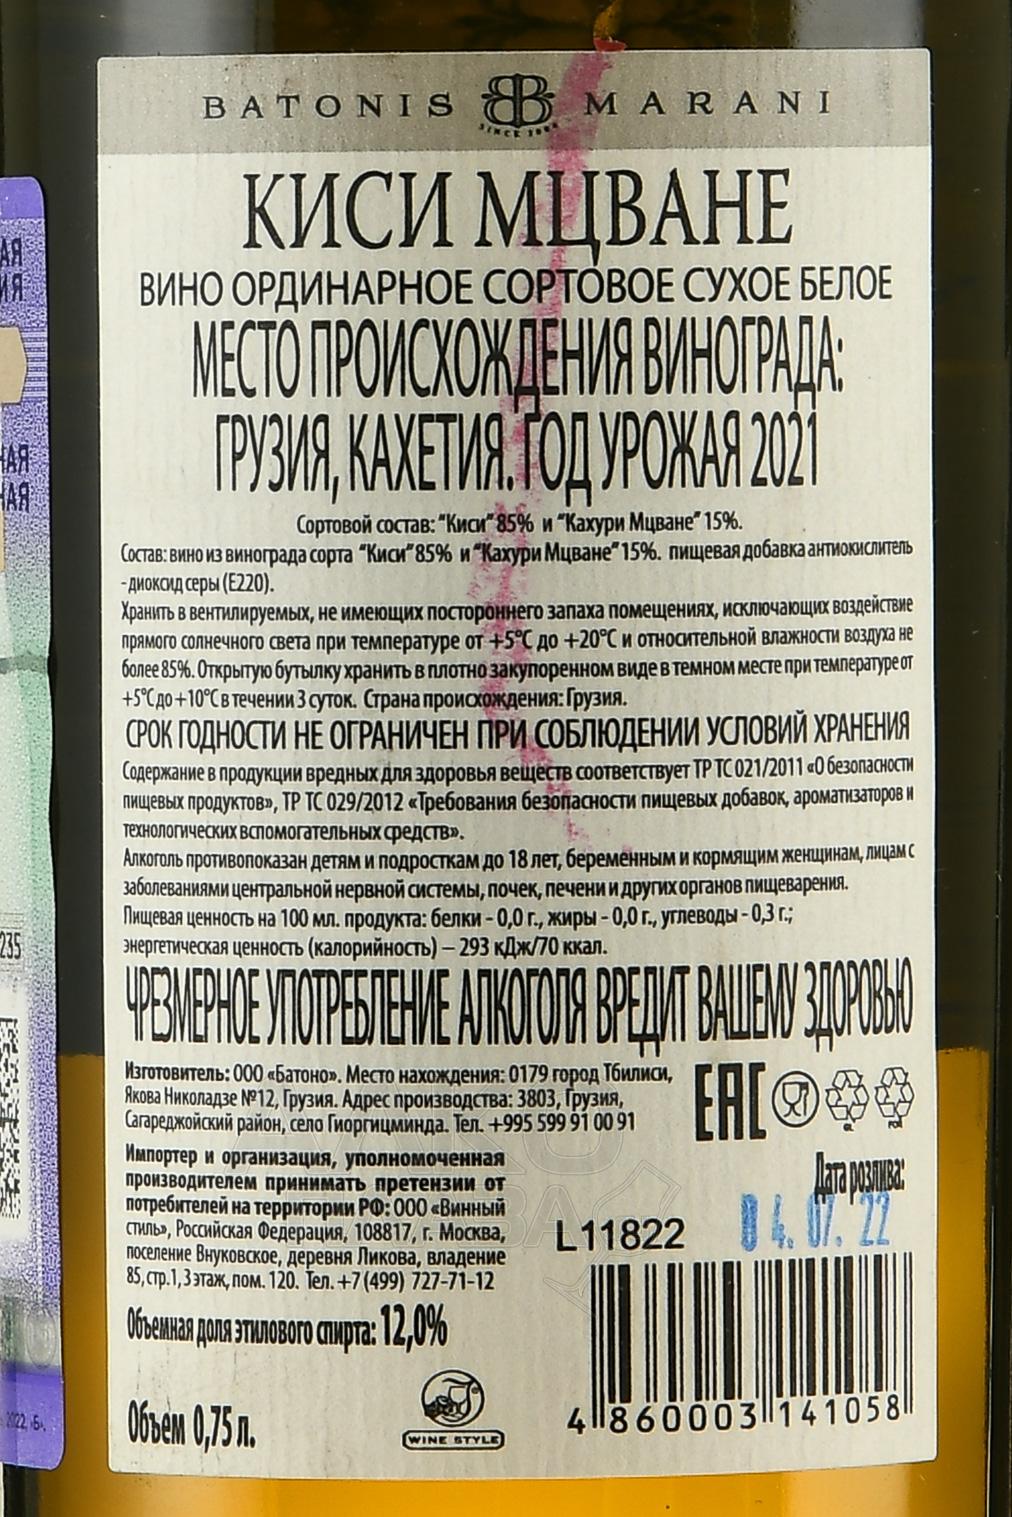 BATONIS MARANI
SINCE
КИСИ МЦВАНЕ
ВИНО ОРДИНАРНОЕ СОРТОВОЕ СУХОЕ БЕЛОЕ
МЕСТО ПРОИСХОЖДЕНИЯ ВИНОГРАДА:
ГРУЗИЯ, КАХЕТИЯ. ГОД УРОЖАЯ 2021
Сортовой состав: "Киси" 85% и "Кахури Мцване" 15%.
Состав: вино из винограда сорта "Киси" 85% и "Кахури Мцване" 15%. пищевая добавка антиокислитель
- диоксид серы (Е220).
Хранить в вентилируемых, не имеющих постороннего запаха помещениях, исключающих воздействие
прямого солнечного света при температуре от +5°С до +20°С и относительной влажности воздуха не
более 85%. Открытую бутылку хранить в плотно закупоренном виде в темном месте при температуре от
+5°С до +10°С в течении 3 суток. Страна происхождения: Грузия.
СРОК ГОДНОСТИ НЕ ОГРАНИЧЕН ПРИ СОБЛЮДЕНИИ УСЛОВИЙ ХРАНЕНИЯ
Содержание в продукции вредных для здоровья веществ соответствует ТР ТС 021/2011 «О безопасности
пищевых продуктов», ТР ТС 029/2012 «Требования безопасности пищевых добавок, ароматизаторов и
технологических вспомогательных средств».
Алкоголь противопоказан детям и подросткам до 18 лет, беременным и кормящим женщинам, лицам с
заболеваниями центральной нервной системы, почек, печени и других органов пищеварения.
Пищевая ценность на 100 мл. продукта: белки - 0,0 г., жиры - 0,0 г., углеводы - 0,3 г.;
энергетическая ценность (калорийность) – 293 кДж/70 ккал.
ЧРЕЗМЕРНОЕ УПОТРЕБЛЕНИЕ АЛКОГОЛЯ ВРЕДИТ ВАШЕМУ ЗДОРОВЬЮ
Изготовитель: ООО «Батоно». Место нахождения: 0179 город Тбилиси,
Якова Николадзе №12, Грузия. Адрес производства: 3803, Грузия,
Сагареджойский район, село Гиоргицминда. Тел. +995 599 91 00 91
EAC
GL
Импортер и организация, уполномоченная
производителем принимать претензии от
потребителей на территории РФ: ООО «Винный
стиль», Российская Федерация, 108817, г. Москва,
поселение Внуковское, деревня Ликова, владение
85, стр. 1, 3 этаж, пом. 120. Тел. +7 (499) 727-71-12
Дата розлива:
04. 07. 22
L11822
Объемная доля этилового спирта: 12,0%
Объем 0,75 л.
WINE STYLE
4 860003 141058
АЯ
ИЯ
НАЯ
НАЯ
235
2022, «Б».